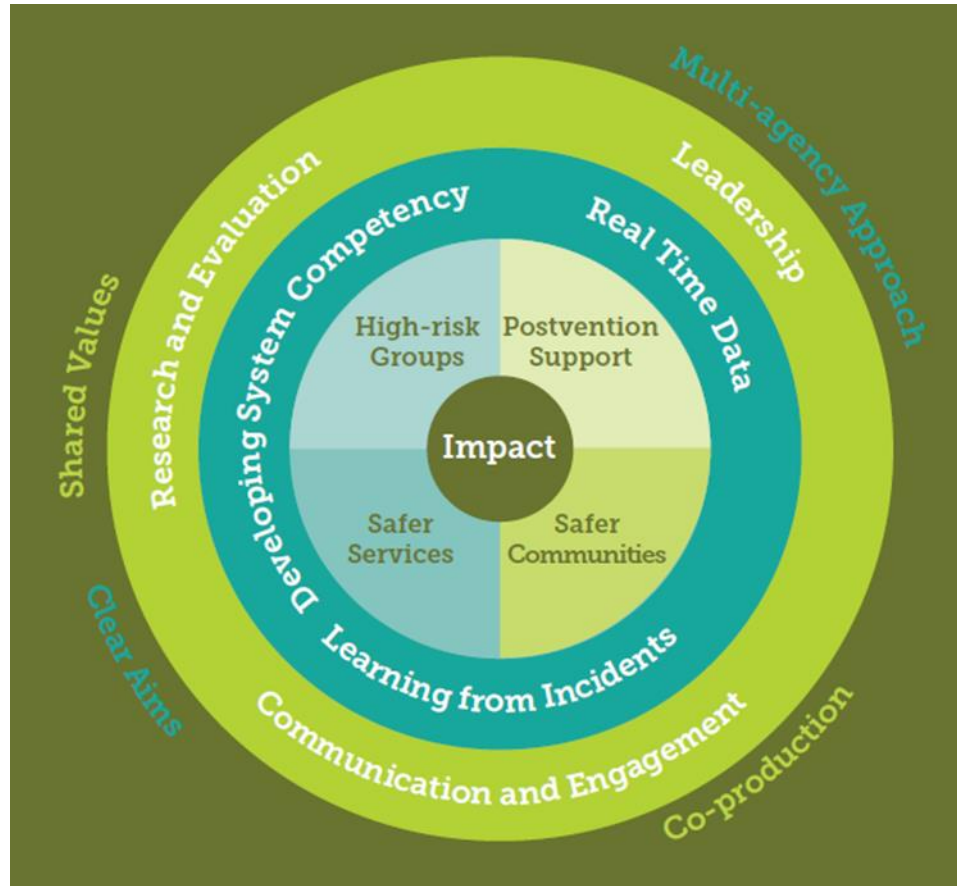 Multi-agency Approach
Shared Values
Clear Aims
Co-production
Research and Evaluation
Leadership
Communication and Engagement
Developing System Competency
Real Time Data
Learning from Incidents
High-risk
Groups
Postvention
Support
Impact
Safer
Services
Safer
Communities